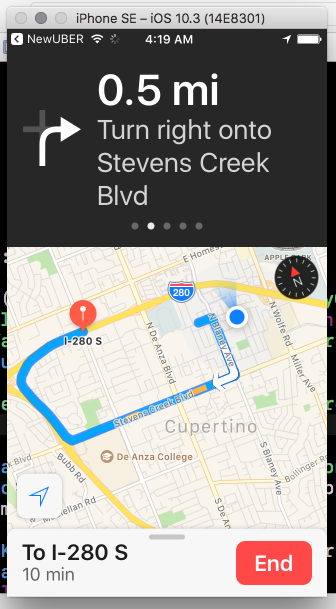 iPhone SE – iOS 10.3 (14E8301)
NewUBER 4:19 AM
0.5 mi
Turn right onto
Stevens Creek
Blvd
APPLE PARK
E Homes
280
N
I-280 S
N De Anza Blvd
N Blaney Ave
N Wolfe Rd
Miller Ave
Stevens Creek Blvd
Cupertino
De Anza College
Bubb Rd
McClellan Rd
S De Anza
S Blaney Ave
Bollinger Rd
To I-280 S
10 min
End